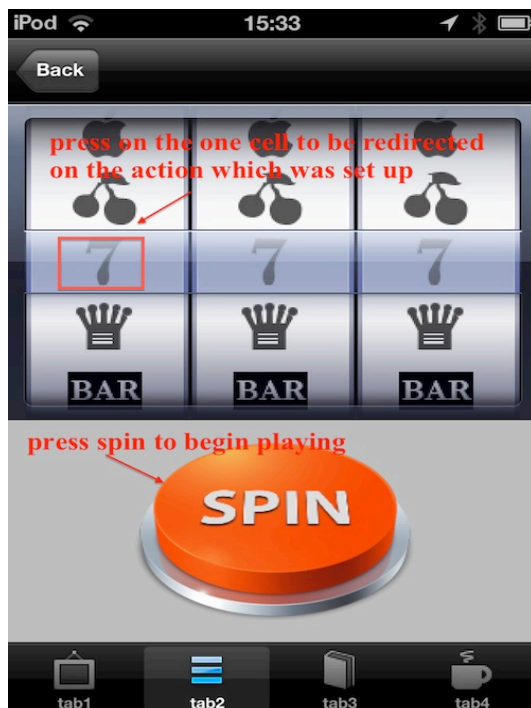 iPod 15:33
Back
press on the one cell to be redirected
on the action which was set up
7 7 7
BAR BAR BAR
press spin to begin playing
SPIN
tab1 tab2 tab3 tab4